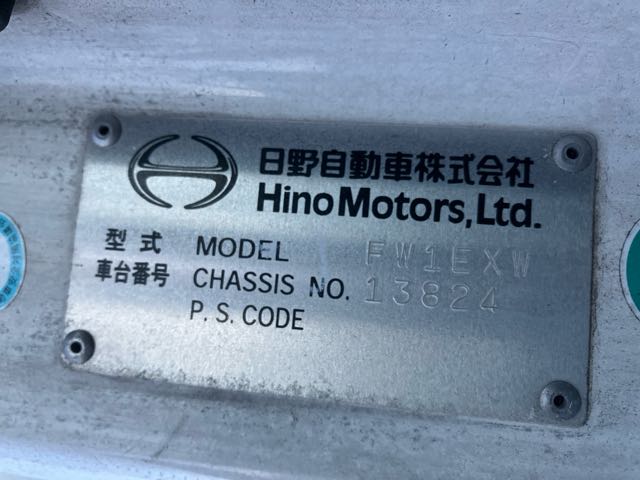 日野自動車株式会社
Hino Motors, Ltd.
型式 MODEL FW1EXW
車台番号 CHASSIS NO. 13824
P.S. CODE